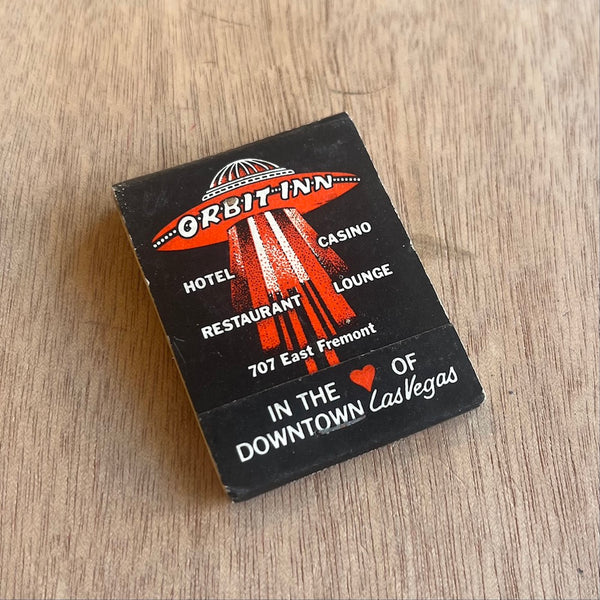 ORBIT INN
HOTEL CASINO
RESTAURANT LOUNGE
707 East Fremont
IN THE ♥ OF
DOWNTOWN Las Vegas